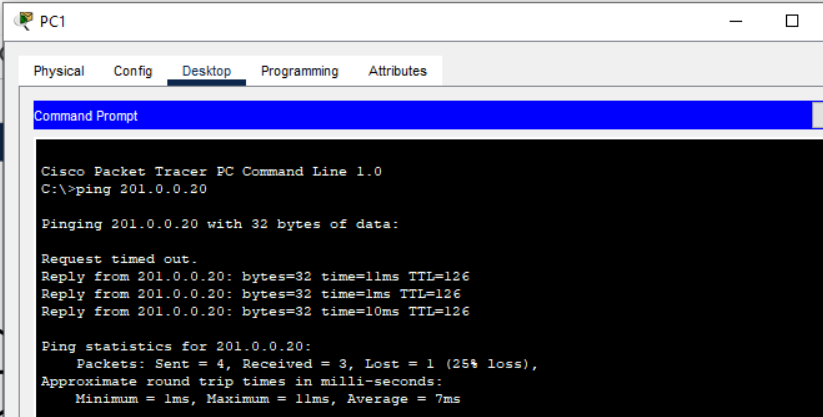 PC1
Physical Config Desktop Programming Attributes
Command Prompt
Cisco Packet Tracer PC Command Line 1.0
C:\>ping 201.0.0.20
Pinging 201.0.0.20 with 32 bytes of data:
Request timed out.
Reply from 201.0.0.20: bytes=32 time=11ms TTL=126
Reply from 201.0.0.20: bytes=32 time=1ms TTL=126
Reply from 201.0.0.20: bytes=32 time=10ms TTL=126
Ping statistics for 201.0.0.20:
Packets: Sent = 4, Received = 3, Lost = 1 (25% loss),
Approximate round trip times in milli-seconds:
Minimum = 1ms, Maximum = 11ms, Average = 7ms